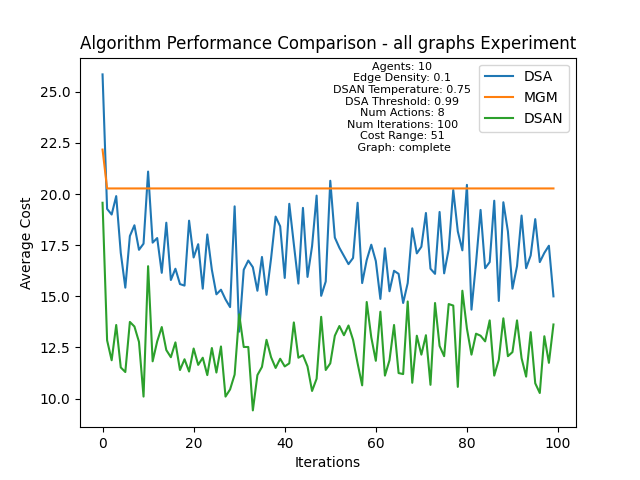 Algorithm Performance Comparison - all graphs Experiment
Agents: 10
Edge Density: 0.1
DSAN Temperature: 0.75
DSA Threshold: 0.99
Num Actions: 8
Num Iterations: 100
Cost Range: 51
Graph: complete
DSA
MGM
DSAN
Average Cost
25.0
22.5
20.0
17.5
15.0
12.5
10.0
0 20 40 60 80 100
Iterations